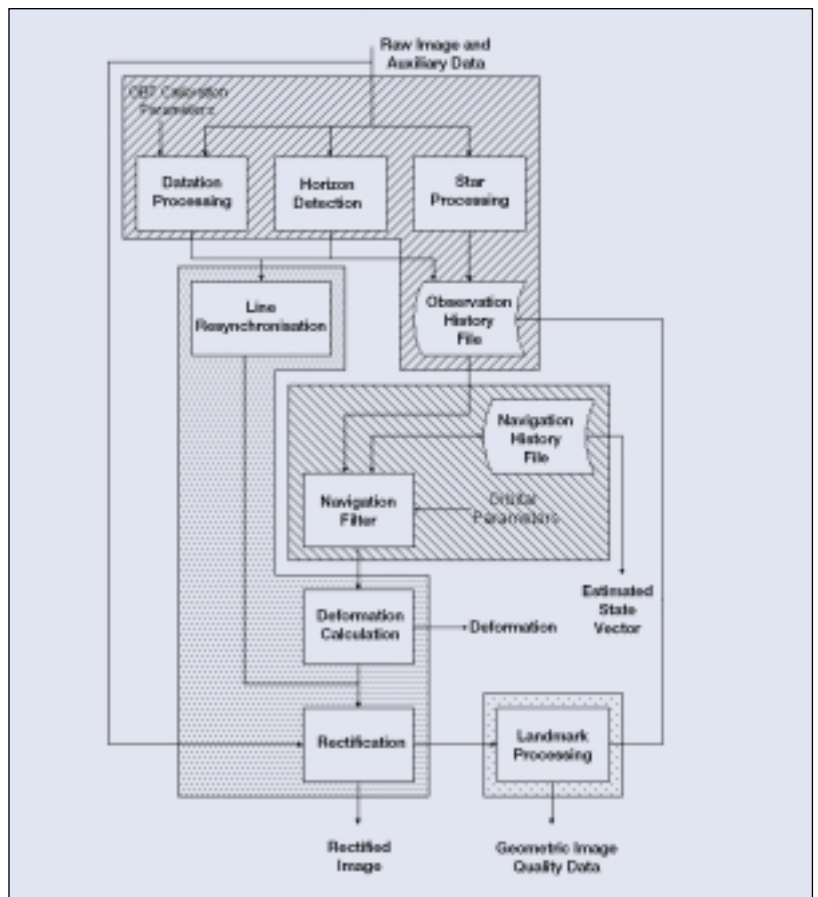 Raw Image and
Auxiliary Data
OBT Calibration
Parameters
Datation
Processing
Horizon
Detection
Star
Processing
Line
Resynchronisation
Observation
History
File
Navigation
History
File
Navigation
Filter
Orbital
Parameters
Estimated
State
Vector
Deformation
Calculation
Deformation
Rectification
Landmark
Processing
Rectified
Image
Geometric Image
Quality Data